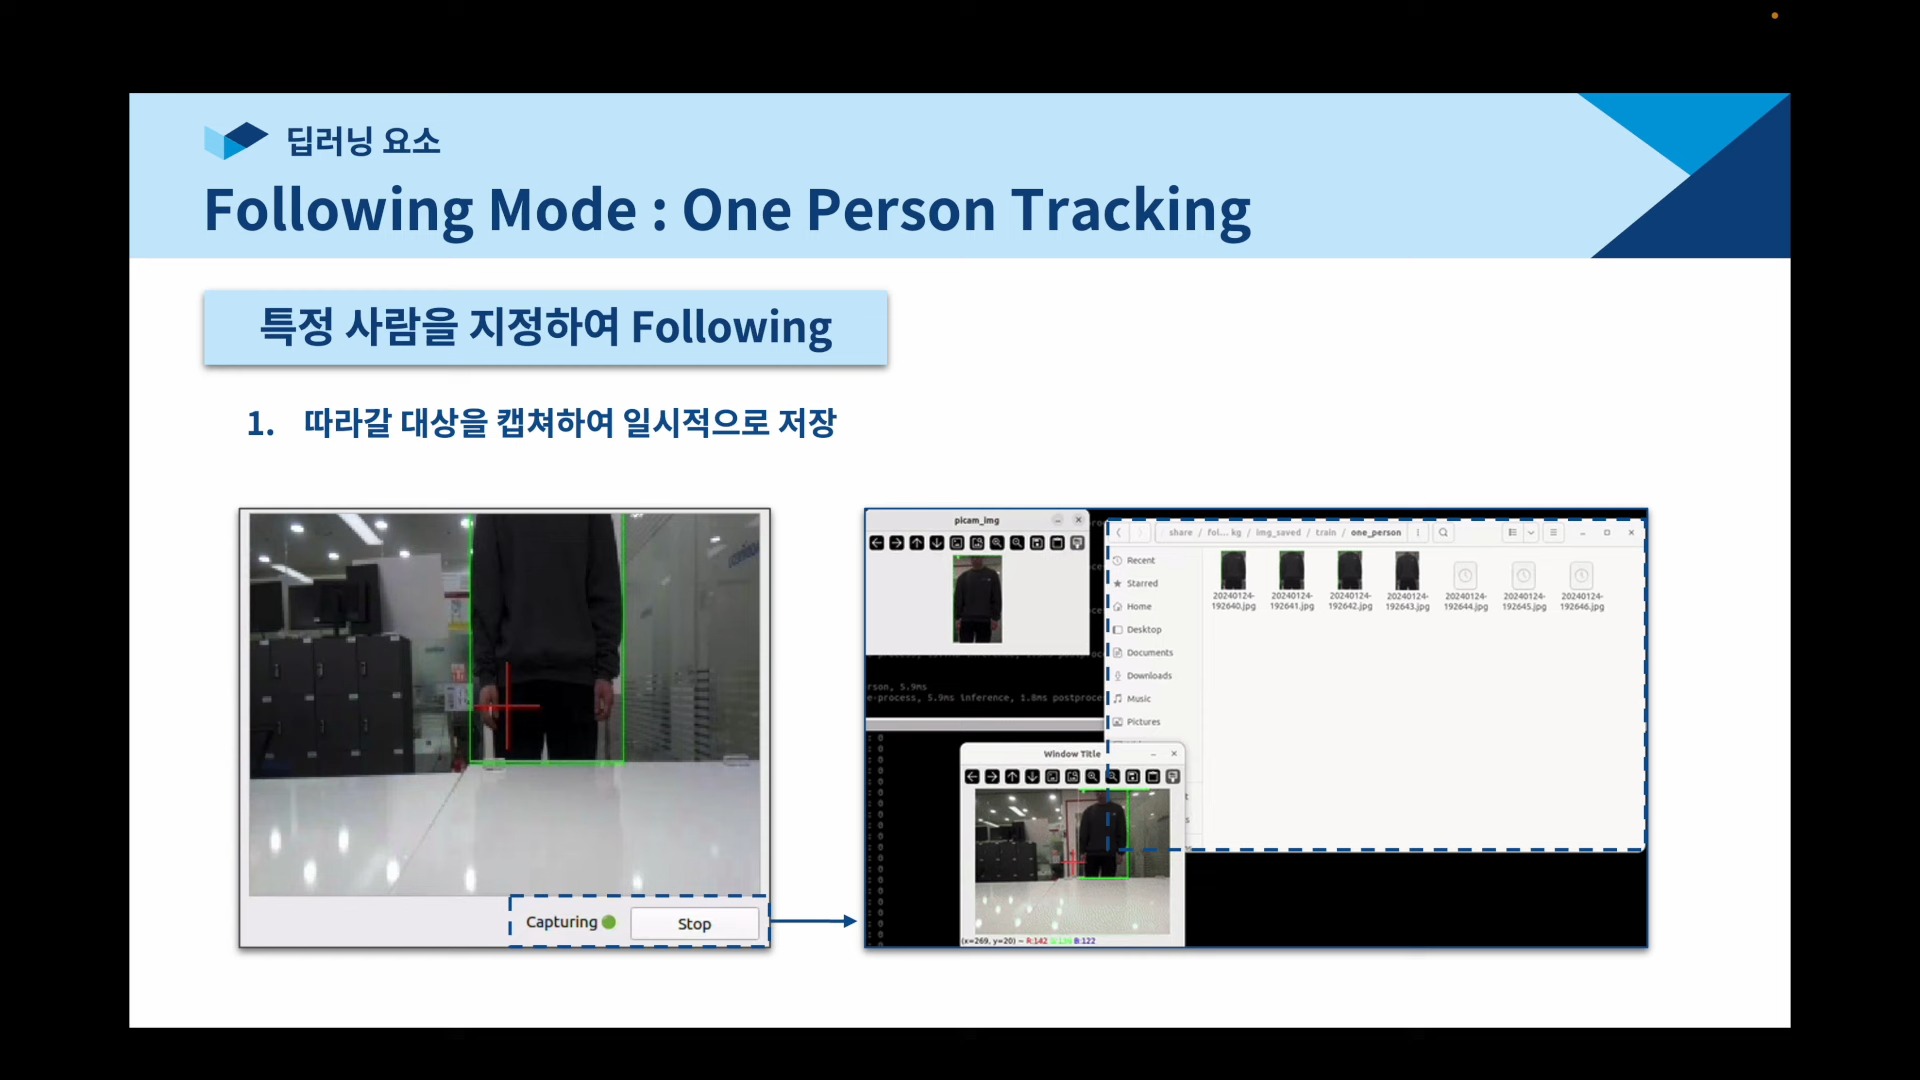 딥러닝 요소
Following Mode : One Person Tracking
특정 사람을 지정하여 Following
1. 따라갈 대상을 캡쳐하여 일시적으로 저장
Capturing
Stop
picam_img
rson, 5.9ms
e-process, 5.9ms inference, 1.8ms postproce
share / fol... kg / img_saved / train / one_person
Recent
Starred
Home
Desktop
Documents
Downloads
Music
Pictures
20240124-192640.jpg
20240124-192641.jpg
20240124-192642.jpg
20240124-192643.jpg
20240124-192644.jpg
20240124-192645.jpg
20240124-192646.jpg
Window Title
(x=269, y=20) ~ R:142 B:122